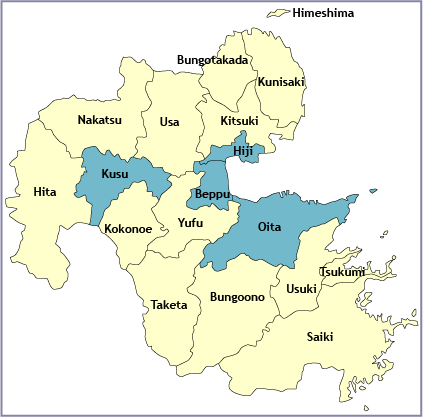 Himeshima
Bungotakada
Kunisaki
Nakatsu
Usa
Kitsuki
Hiji
Kusu
Hita
Beppu
Kokonoe
Yufu
Oita
Tsukumi
Taketa
Bungoono
Usuki
Saiki